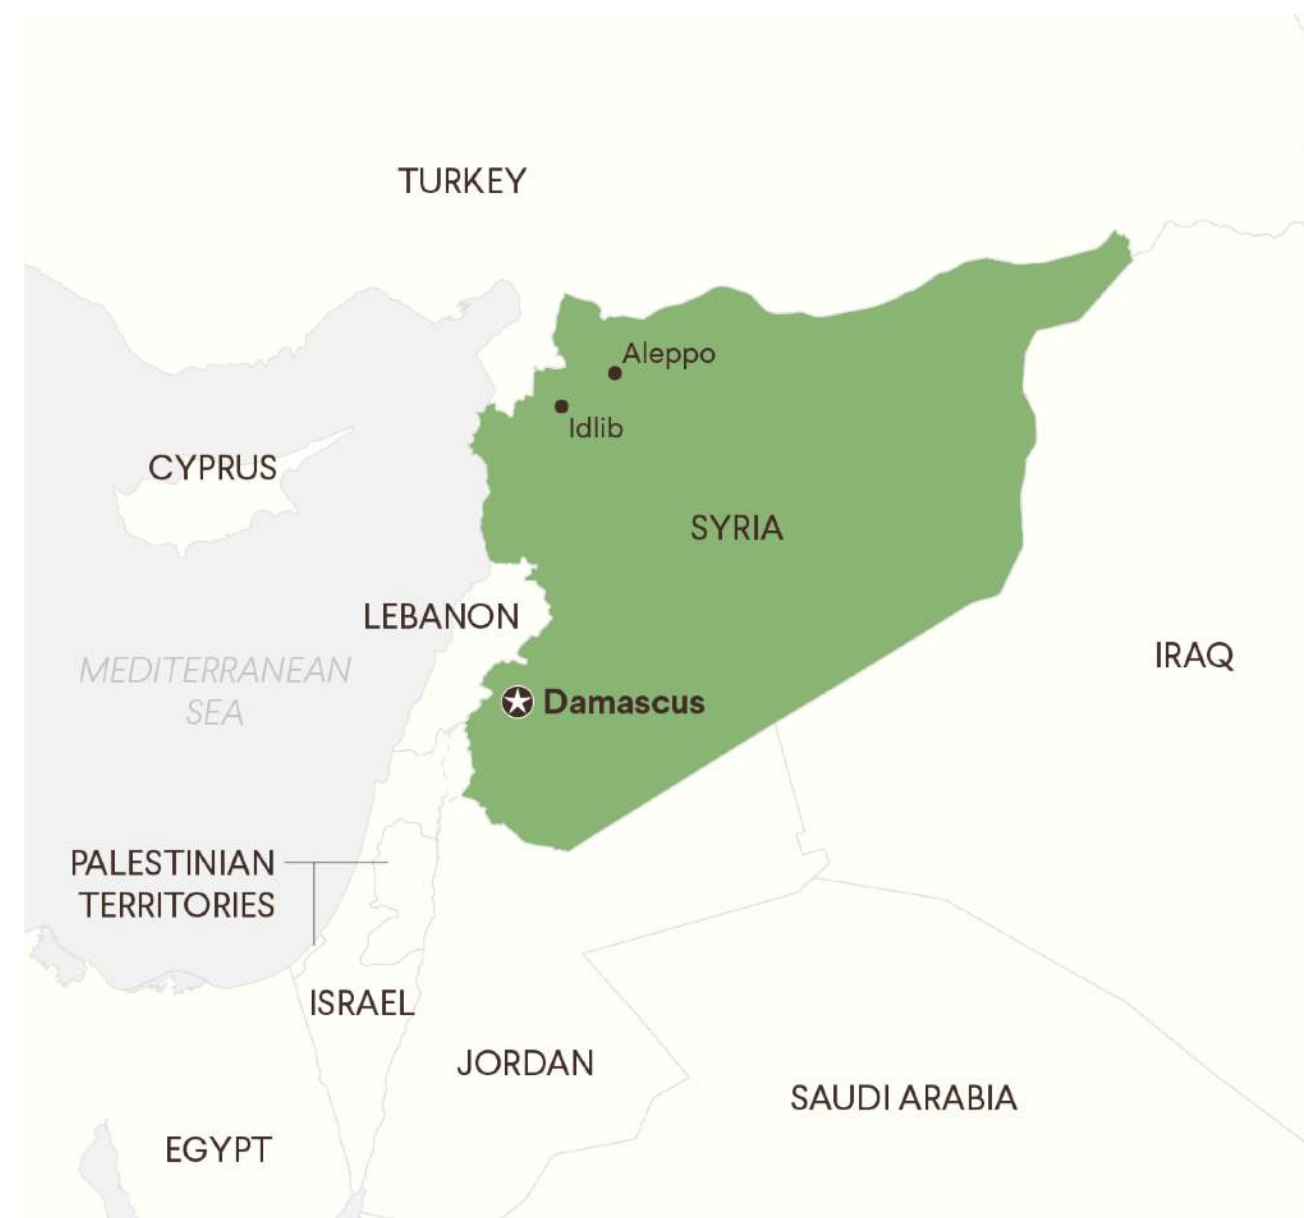 TURKEY
Aleppo
Idlib
CYPRUS
SYRIA
LEBANON
IRAQ
MEDITERRANEAN
SEA
Damascus
PALESTINIAN
TERRITORIES
ISRAEL
JORDAN
SAUDI ARABIA
EGYPT